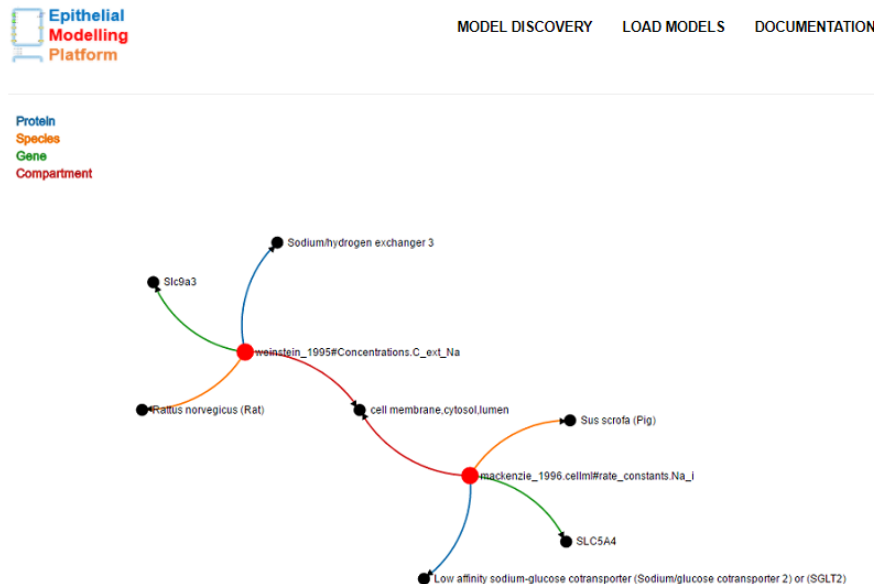 Epithelial
Modelling
Platform
MODEL DISCOVERY LOAD MODELS DOCUMENTATION
Protein
Species
Gene
Compartment
Sodium/hydrogen exchanger 3
Slc9a3
weinstein_1995#Concentrations.C_ext_Na
Rattus norvegicus (Rat)
cell membrane,cytosol,lumen
Sus scrofa (Pig)
mackenzie_1996.cellml#rate_constants.Na_i
SLC5A4
Low affinity sodium-glucose cotransporter (Sodium/glucose cotransporter 2) or (SGLT2)